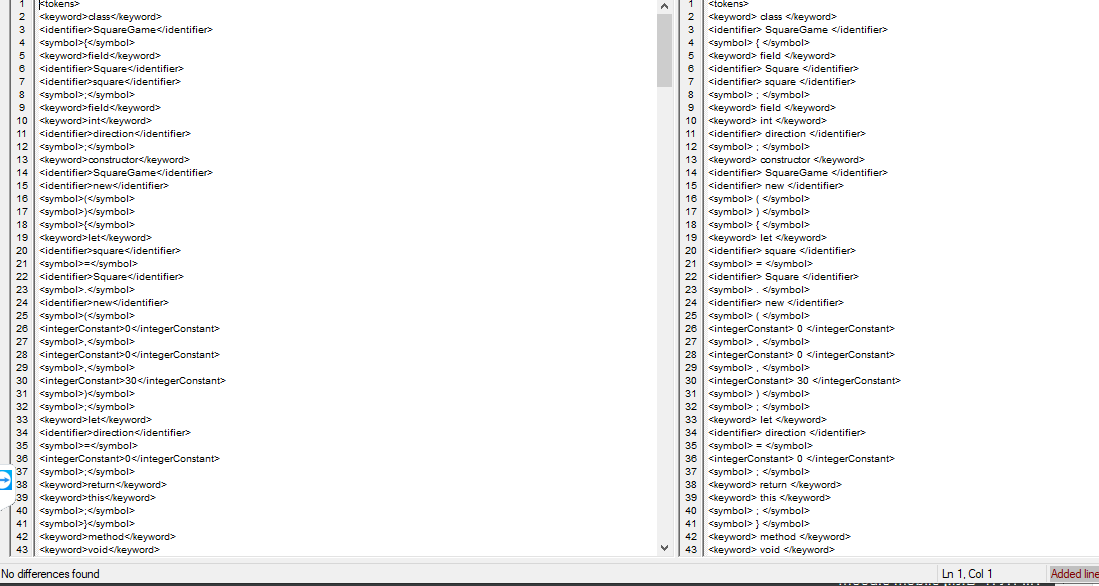 1 <tokens>
2 <keyword>class</keyword>
3 <identifier>SquareGame</identifier>
4 <symbol>{</symbol>
5 <keyword>field</keyword>
6 <identifier>Square</identifier>
7 <identifier>square</identifier>
8 <symbol>;</symbol>
9 <keyword>field</keyword>
10 <keyword>int</keyword>
11 <identifier>direction</identifier>
12 <symbol>;</symbol>
13 <keyword>constructor</keyword>
14 <identifier>SquareGame</identifier>
15 <identifier>new</identifier>
16 <symbol>(</symbol>
17 <symbol>)</symbol>
18 <symbol>{</symbol>
19 <keyword>let</keyword>
20 <identifier>square</identifier>
21 <symbol>=</symbol>
22 <identifier>Square</identifier>
23 <symbol>.</symbol>
24 <identifier>new</identifier>
25 <symbol>(</symbol>
26 <integerConstant>0</integerConstant>
27 <symbol>,</symbol>
28 <integerConstant>0</integerConstant>
29 <symbol>,</symbol>
30 <integerConstant>30</integerConstant>
31 <symbol>)</symbol>
32 <symbol>;</symbol>
33 <keyword>let</keyword>
34 <identifier>direction</identifier>
35 <symbol>=</symbol>
36 <integerConstant>0</integerConstant>
37 <symbol>;</symbol>
38 <keyword>return</keyword>
39 <keyword>this</keyword>
40 <symbol>;</symbol>
41 <symbol>}</symbol>
42 <keyword>method</keyword>
43 <keyword>void</keyword>
1 <tokens>
2 <keyword> class </keyword>
3 <identifier> SquareGame </identifier>
4 <symbol> { </symbol>
5 <keyword> field </keyword>
6 <identifier> Square </identifier>
7 <identifier> square </identifier>
8 <symbol> ; </symbol>
9 <keyword> field </keyword>
10 <keyword> int </keyword>
11 <identifier> direction </identifier>
12 <symbol> ; </symbol>
13 <keyword> constructor </keyword>
14 <identifier> SquareGame </identifier>
15 <identifier> new </identifier>
16 <symbol> ( </symbol>
17 <symbol> ) </symbol>
18 <symbol> { </symbol>
19 <keyword> let </keyword>
20 <identifier> square </identifier>
21 <symbol> = </symbol>
22 <identifier> Square </identifier>
23 <symbol> . </symbol>
24 <identifier> new </identifier>
25 <symbol> ( </symbol>
26 <integerConstant> 0 </integerConstant>
27 <symbol> , </symbol>
28 <integerConstant> 0 </integerConstant>
29 <symbol> , </symbol>
30 <integerConstant> 30 </integerConstant>
31 <symbol> ) </symbol>
32 <symbol> ; </symbol>
33 <keyword> let </keyword>
34 <identifier> direction </identifier>
35 <symbol> = </symbol>
36 <integerConstant> 0 </integerConstant>
37 <symbol> ; </symbol>
38 <keyword> return </keyword>
39 <keyword> this </keyword>
40 <symbol> ; </symbol>
41 <symbol> } </symbol>
42 <keyword> method </keyword>
43 <keyword> void </keyword>
No differences found
Ln 1, Col 1
Added line